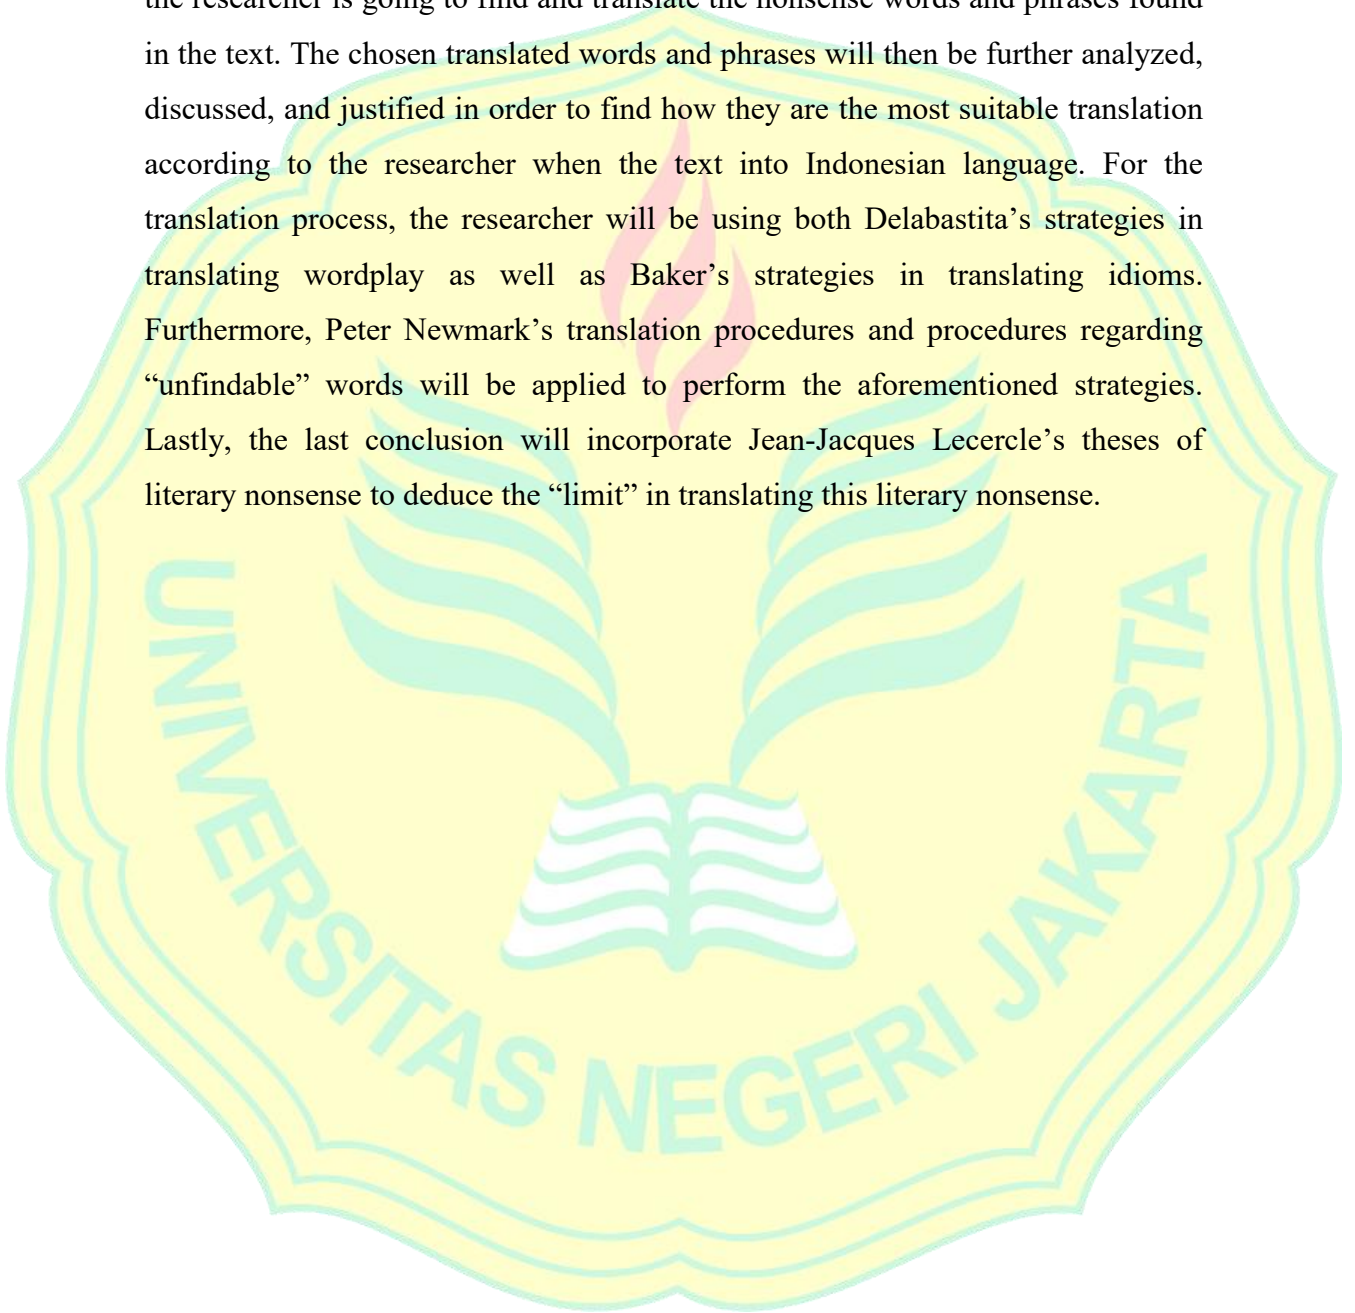 the researcher is going to find and translate the nonsense words and phrases found
in the text. The chosen translated words and phrases will then be further analyzed,
discussed, and justified in order to find how they are the most suitable translation
according to the researcher when the text into Indonesian language. For the
translation process, the researcher will be using both Delabastita’s strategies in
translating wordplay as well as Baker’s strategies in translating idioms.
Furthermore, Peter Newmark’s translation procedures and procedures regarding
“unfindable” words will be applied to perform the aforementioned strategies.
Lastly, the last conclusion will incorporate Jean-Jacques Lecercle’s theses of
literary nonsense to deduce the “limit” in translating this literary nonsense.
UNIVERSITAS NEGERI JAKARTA